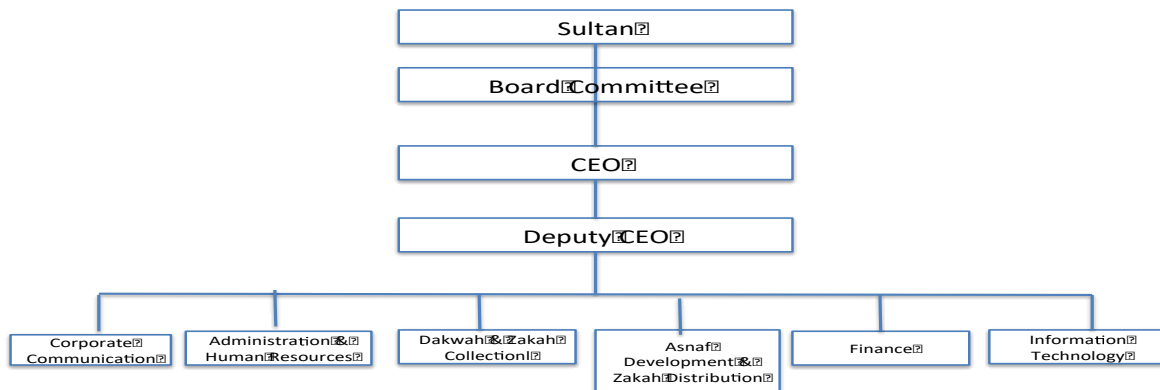 Sultan
Board Committee
CEO
Deputy CEO
Corporate
Communication
Administration &
Human Resources
Dakwah & Zakah
Collectionl
Asnaf
Development &
Zakah Distribution
Finance
Information
Technology